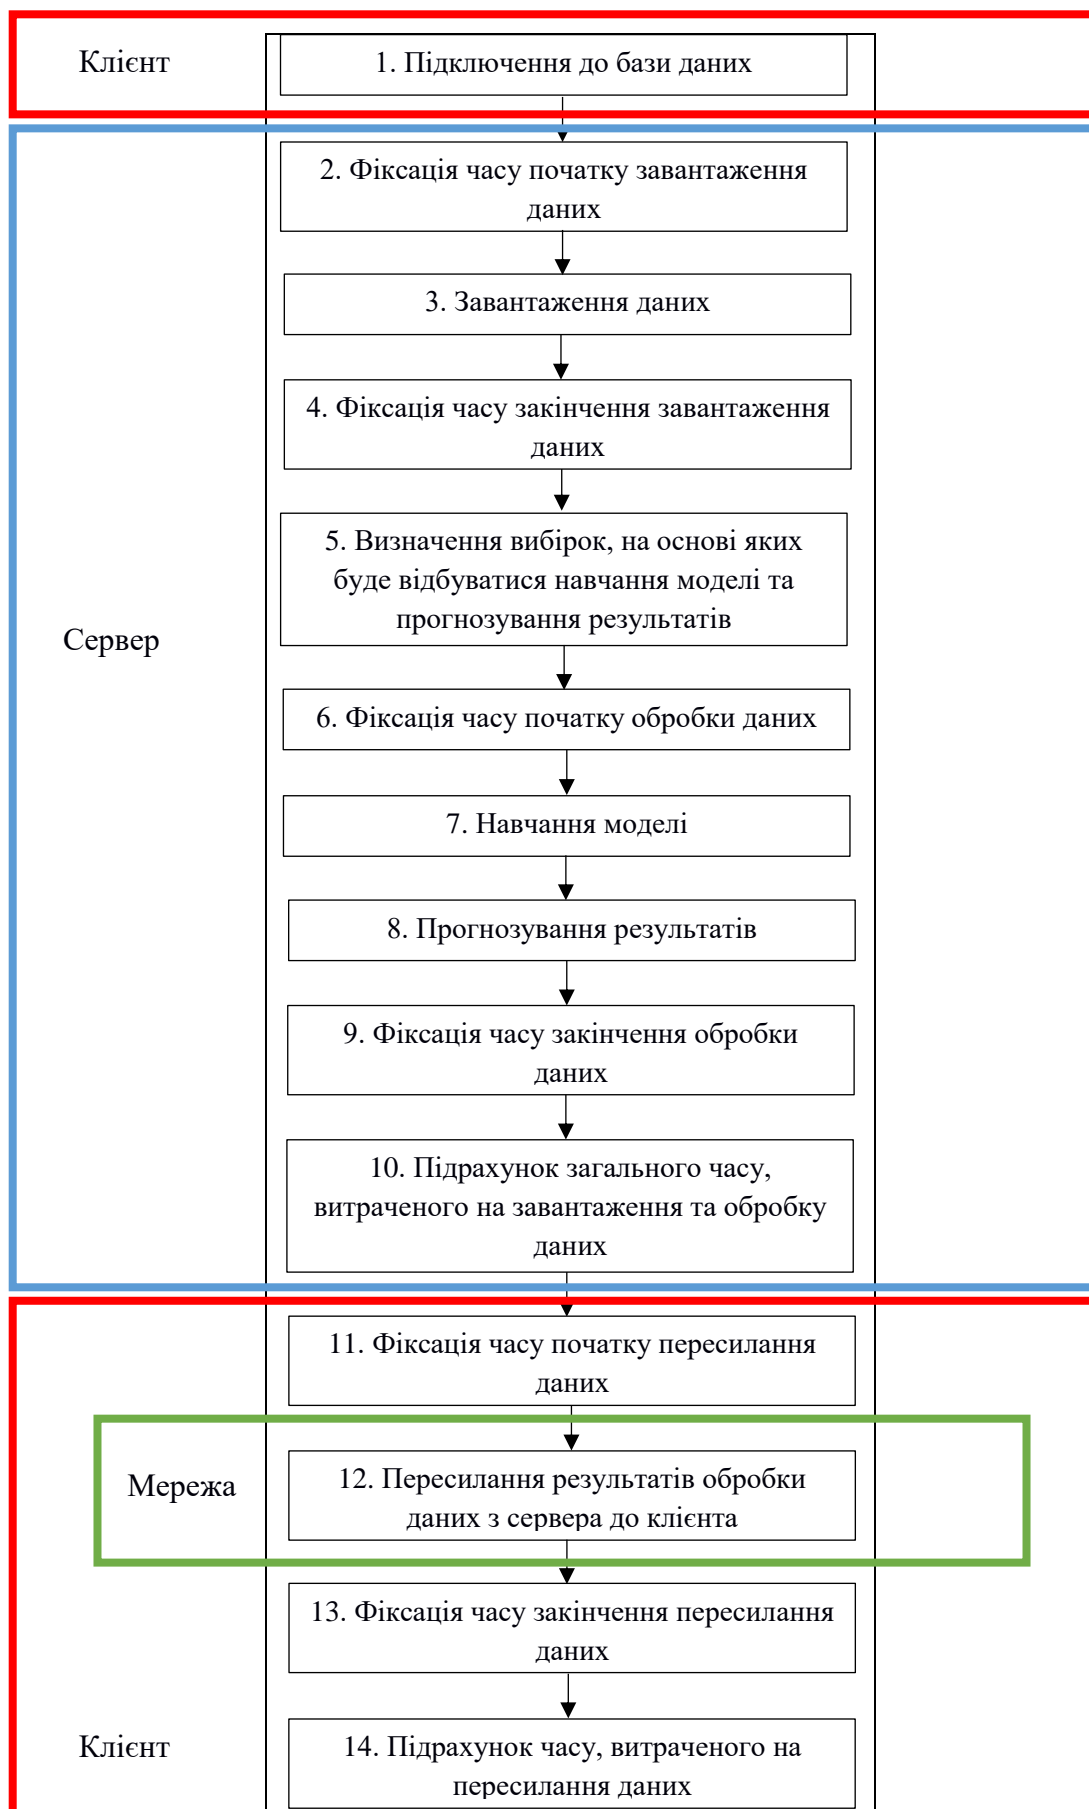 Клієнт
1. Підключення до бази даних
2. Фіксація часу початку завантаження
даних
3. Завантаження даних
4. Фіксація часу закінчення завантаження
даних
5. Визначення вибірок, на основі яких
буде відбуватися навчання моделі та
прогнозування результатів
Сервер
6. Фіксація часу початку обробки даних
7. Навчання моделі
8. Прогнозування результатів
9. Фіксація часу закінчення обробки
даних
10. Підрахунок загального часу,
витраченого на завантаження та обробку
даних
11. Фіксація часу початку пересилання
даних
Мережа
12. Пересилання результатів обробки
даних з сервера до клієнта
13. Фіксація часу закінчення пересилання
даних
Клієнт
14. Підрахунок часу, витраченого на
пересилання даних